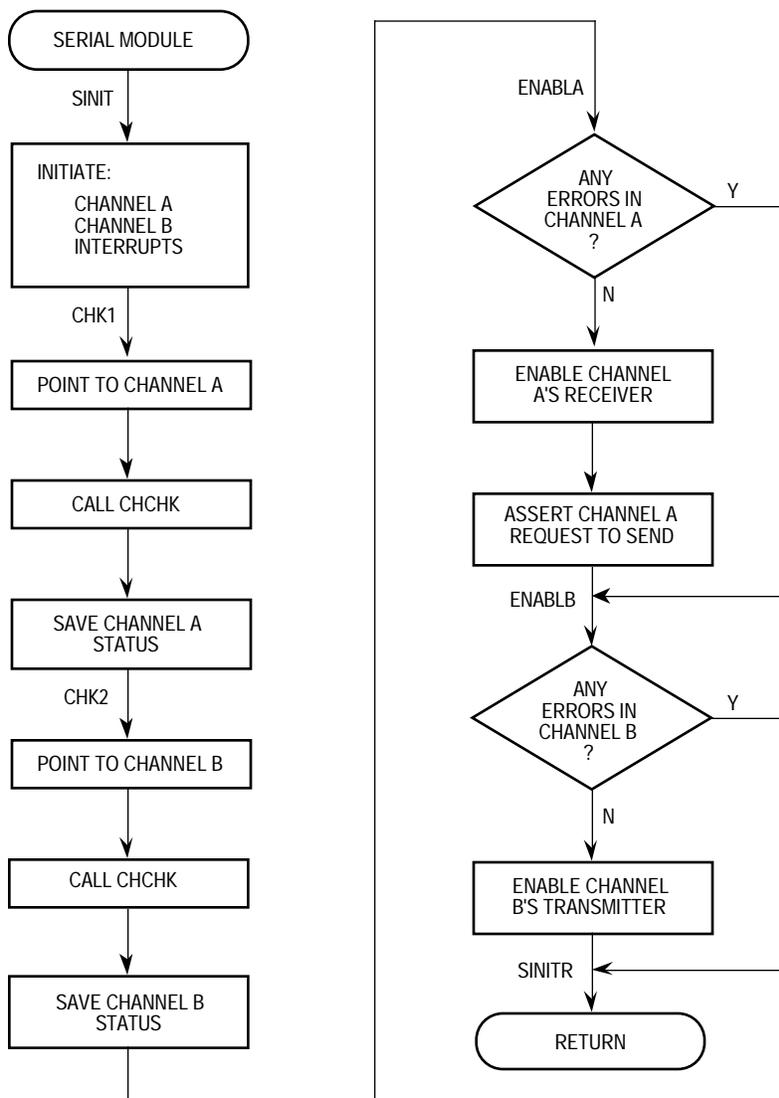 SERIAL MODULE
SINIT
INITIATE:
CHANNEL A
CHANNEL B
INTERRUPTS
CHK1
POINT TO CHANNEL A
CALL CHCHK
SAVE CHANNEL A
STATUS
CHK2
POINT TO CHANNEL B
CALL CHCHK
SAVE CHANNEL B
STATUS
ENABLA
ANY
ERRORS IN
CHANNEL A
?
Y
N
ENABLE CHANNEL
A'S RECEIVER
ASSERT CHANNEL A
REQUEST TO SEND
ENABLB
ANY
ERRORS IN
CHANNEL B
?
Y
N
ENABLE CHANNEL
B'S TRANSMITTER
SINITR
RETURN